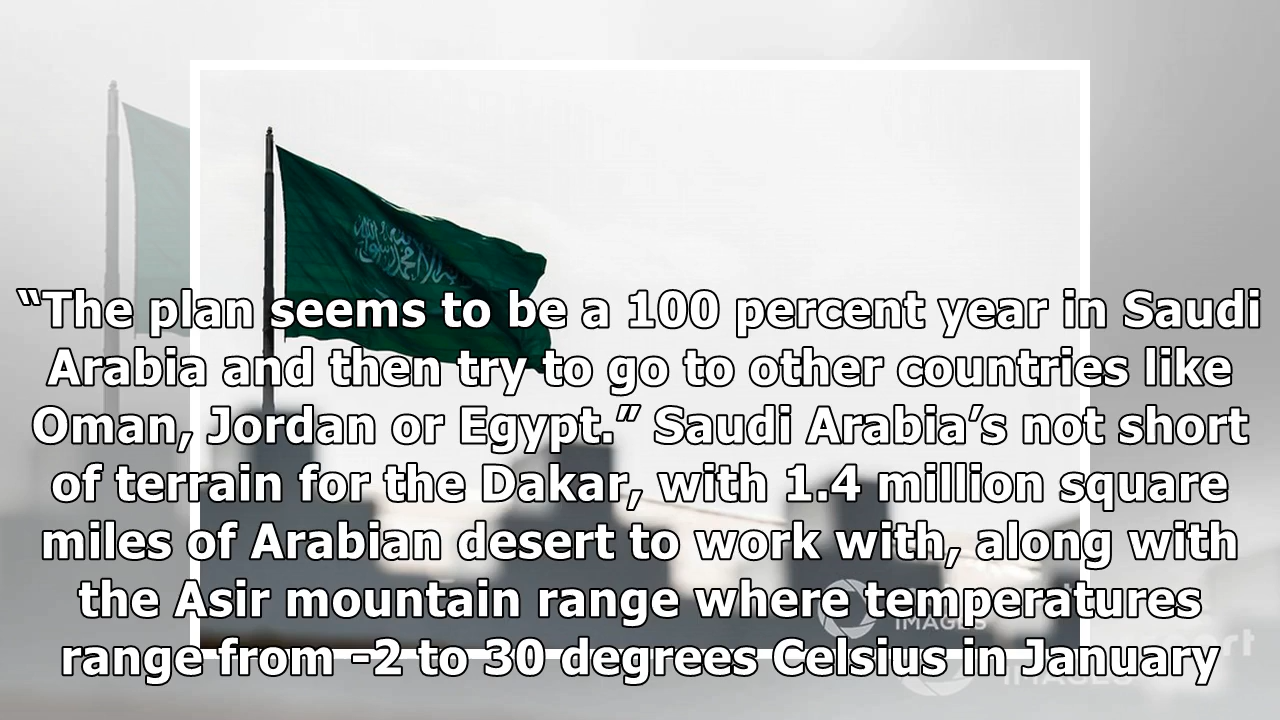 “The plan seems to be a 100 percent year in Saudi
Arabia and then try to go to other countries like
Oman, Jordan or Egypt.” Saudi Arabia’s not short
of terrain for the Dakar, with 1.4 million square
miles of Arabian desert to work with, along with
the Asir mountain range where temperatures
IMAGES
range from -2 to 30 degrees Celsius in January
IMAGES